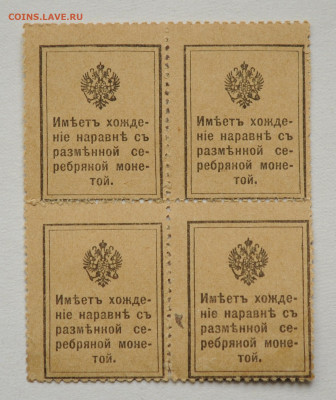 COINS.LAVE.RU
Имѣетъ хожде-
ніе наравнѣ съ
размѣнной се-
ребряной моне-
той.
Имѣетъ хожде-
ніе наравнѣ съ
размѣнной се-
ребряной моне-
той.
Имѣетъ хожде-
ніе наравнѣ съ
размѣнной се-
ребряной моне-
той.
Имѣетъ хожде-
ніе наравнѣ съ
размѣнной се-
ребряной моне-
той.